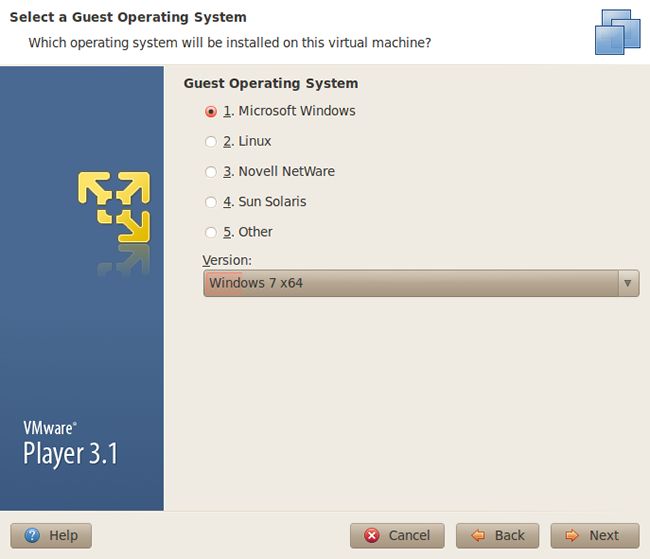 Select a Guest Operating System
Which operating system will be installed on this virtual machine?
Guest Operating System
1. Microsoft Windows
2. Linux
3. Novell NetWare
4. Sun Solaris
5. Other
Version:
Windows 7 x64
VMware®
Player 3.1
Help
Cancel
Back
Next